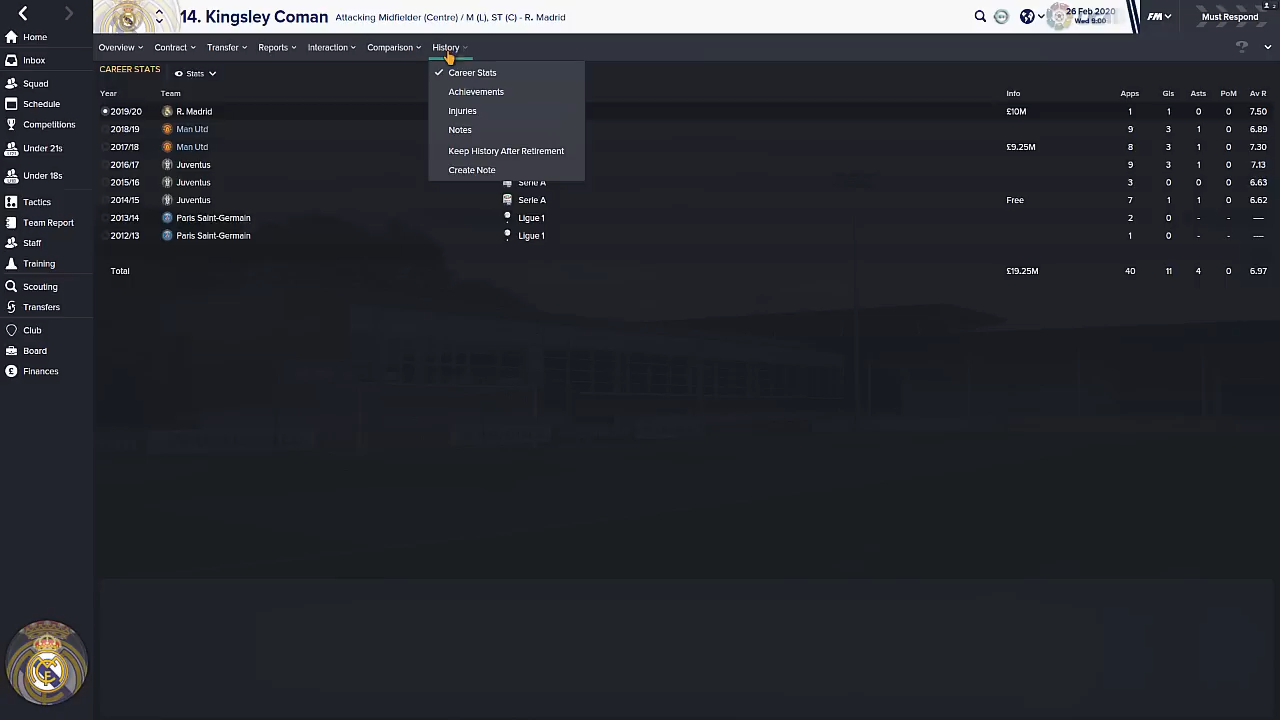 14. Kingsley Coman Attacking Midfielder (Centre) / M (L), ST (C) - R. Madrid
26 Feb 2020
Wed 9:00
FM
Must Respond
Home
Inbox
Squad
Schedule
Competitions
Under 21s
Under 18s
Tactics
Team Report
Staff
Training
Scouting
Transfers
Club
Board
Finances
Overview Contract Transfer Reports Interaction Comparison History
CAREER STATS Stats
Career Stats
Achievements
Injuries
Notes
Keep History After Retirement
Create Note
Year Team Info Apps Gls Asts PoM Av R
2019/20 R. Madrid £10M 1 1 0 0 7.50
2018/19 Man Utd 9 3 1 0 6.89
2017/18 Man Utd £9.25M 8 3 1 0 7.30
2016/17 Juventus 9 3 1 0 7.13
2015/16 Juventus Serie A 3 0 1 0 6.63
2014/15 Juventus Serie A Free 7 1 1 0 6.62
2013/14 Paris Saint-Germain Ligue 1 2 0 - - —
2012/13 Paris Saint-Germain Ligue 1 1 0 - - —
Total £19.25M 40 11 4 0 6.97